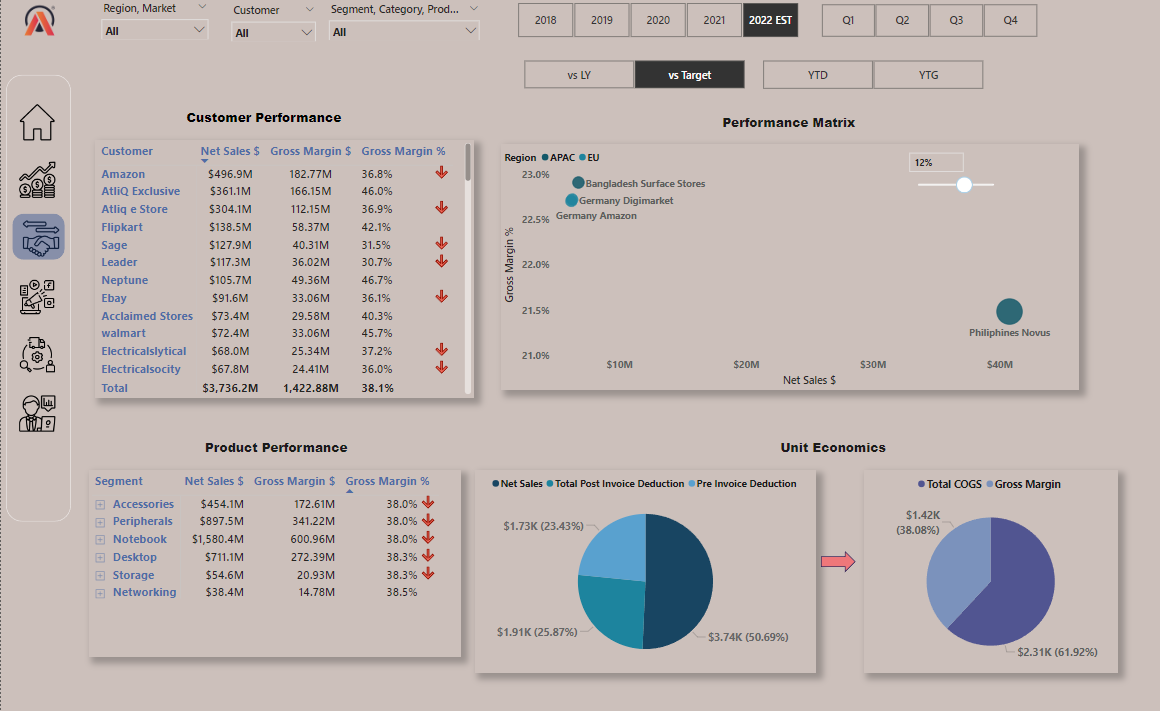 Region, Market
Customer
Segment, Category, Prod...
All
All
All
2018 2019 2020 2021 2022 EST
Q1 Q2 Q3 Q4
vs LY vs Target
YTD YTG
Customer Performance
Customer Net Sales $ Gross Margin $ Gross Margin %
Amazon $496.9M 182.77M 36.8%
AtliQ Exclusive $361.1M 166.15M 46.0%
Atliq e Store $304.1M 112.15M 36.9%
Flipkart $138.5M 58.37M 42.1%
Sage $127.9M 40.31M 31.5%
Leader $117.3M 36.02M 30.7%
Neptune $105.7M 49.36M 46.7%
Ebay $91.6M 33.06M 36.1%
Acclaimed Stores $73.4M 29.58M 40.3%
walmart $72.4M 33.06M 45.7%
Electricalslytical $68.0M 25.34M 37.2%
Electricalsocity $67.8M 24.41M 36.0%
Total $3,736.2M 1,422.88M 38.1%
Performance Matrix
Region APAC EU
12%
23.0%
22.5%
22.0%
21.5%
21.0%
Gross Margin %
Bangladesh Surface Stores
Germany Digimarket
Germany Amazon
Philiphines Novus
$10M $20M $30M $40M
Net Sales $
Product Performance
Segment Net Sales $ Gross Margin $ Gross Margin %
Accessories $454.1M 172.61M 38.0%
Peripherals $897.5M 341.22M 38.0%
Notebook $1,580.4M 600.96M 38.0%
Desktop $711.1M 272.39M 38.3%
Storage $54.6M 20.93M 38.3%
Networking $38.4M 14.78M 38.5%
Unit Economics
Net Sales Total Post Invoice Deduction Pre Invoice Deduction
$1.73K (23.43%)
$1.91K (25.87%)
$3.74K (50.69%)
Total COGS Gross Margin
$1.42K
(38.08%)
$2.31K (61.92%)